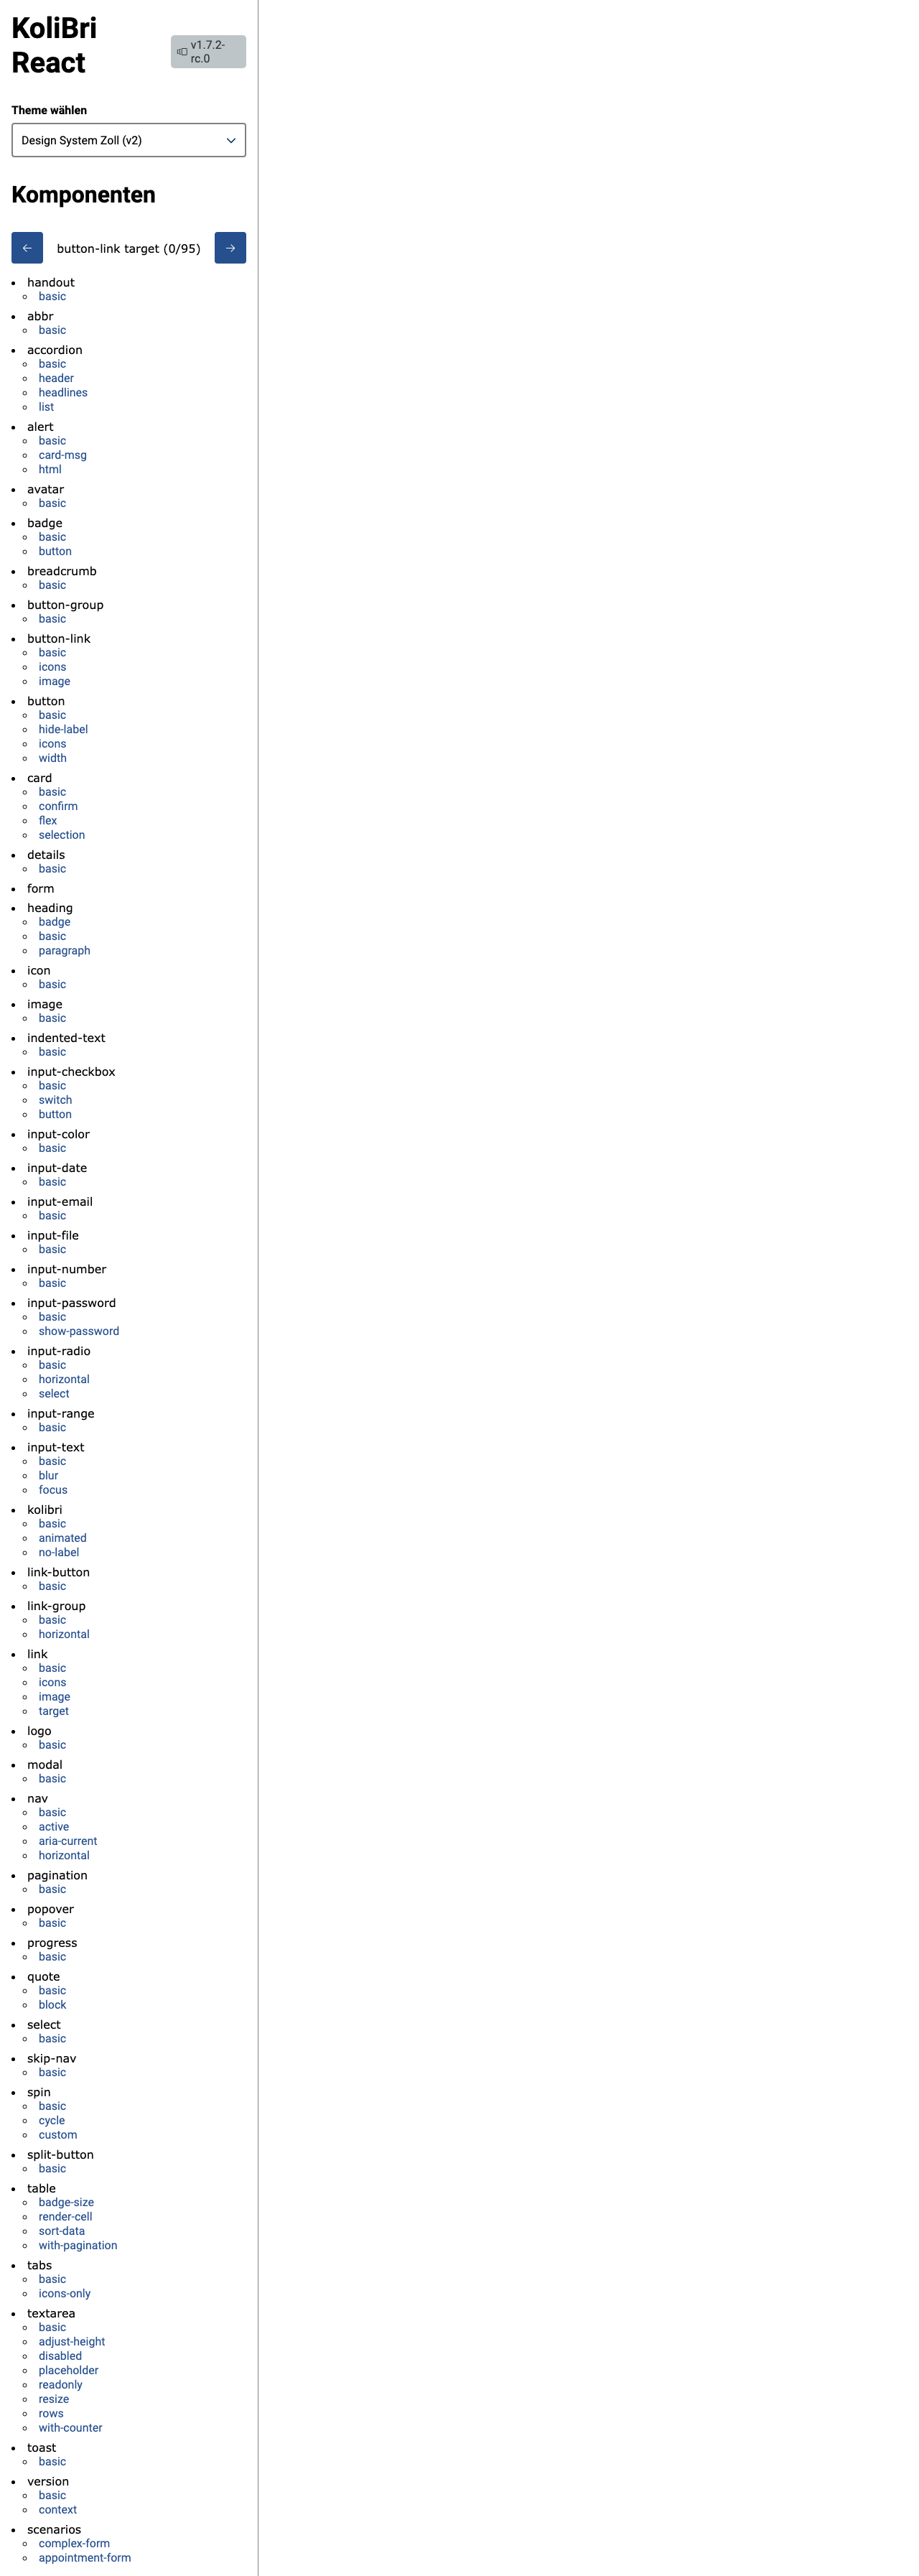 KoliBri
React
v1.7.2-
rc.0
Theme wählen
Design System Zoll (v2)
Komponenten
button-link target (0/95)
handout
basic
abbr
basic
accordion
basic
header
headlines
list
alert
basic
card-msg
html
avatar
basic
badge
basic
button
breadcrumb
basic
button-group
basic
button-link
basic
icons
image
button
basic
hide-label
icons
width
card
basic
confirm
flex
selection
details
basic
form
heading
badge
basic
paragraph
icon
basic
image
basic
indented-text
basic
input-checkbox
basic
switch
button
input-color
basic
input-date
basic
input-email
basic
input-file
basic
input-number
basic
input-password
basic
show-password
input-radio
basic
horizontal
select
input-range
basic
input-text
basic
blur
focus
kolibri
basic
animated
no-label
link-button
basic
link-group
basic
horizontal
link
basic
icons
image
target
logo
basic
modal
basic
nav
basic
active
aria-current
horizontal
pagination
basic
popover
basic
progress
basic
quote
basic
block
select
basic
skip-nav
basic
spin
basic
cycle
custom
split-button
basic
table
badge-size
render-cell
sort-data
with-pagination
tabs
basic
icons-only
textarea
basic
adjust-height
disabled
placeholder
readonly
resize
rows
with-counter
toast
basic
version
basic
context
scenarios
complex-form
appointment-form